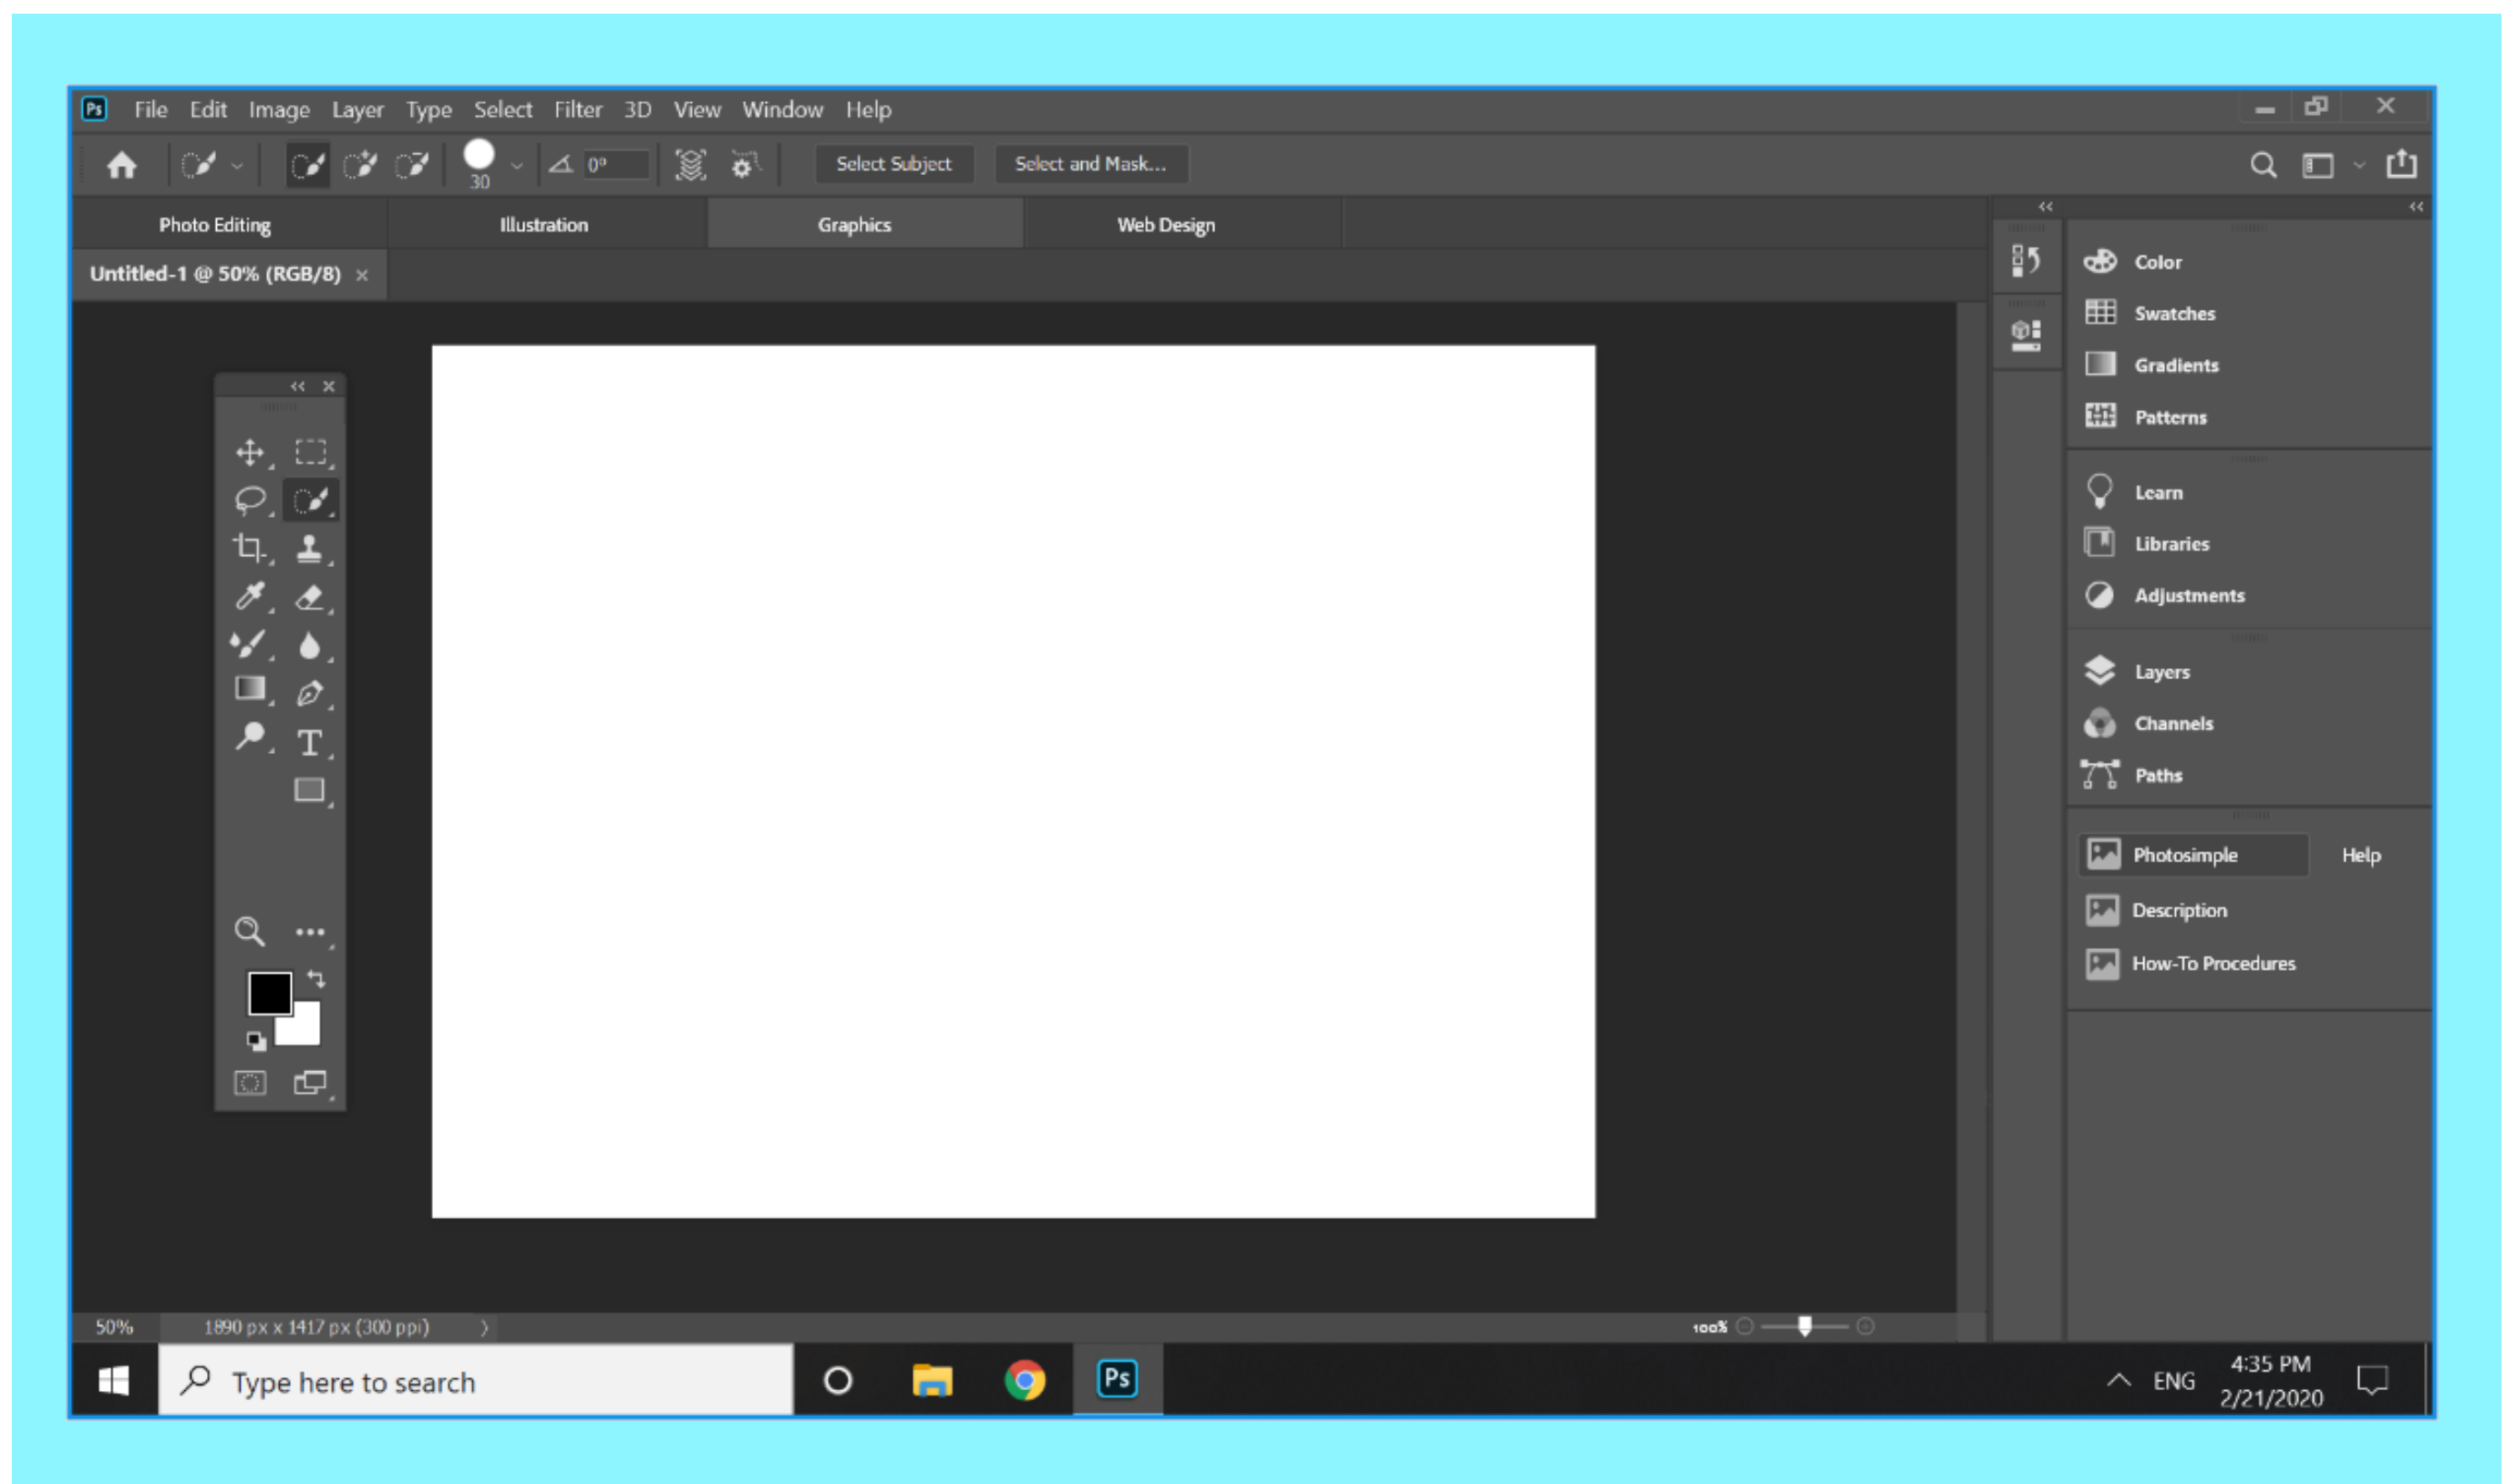 Ps File Edit Image Layer Type Select Filter 3D View Window Help
30 0° Select Subject Select and Mask...
Photo Editing Illustration Graphics Web Design
Untitled-1 @ 50% (RGB/8) ×
Color
Swatches
Gradients
Patterns
Learn
Libraries
Adjustments
Layers
Channels
Paths
Photosimple Help
Description
How-To Procedures
T
50% 1890 px x 1417 px (300 ppi) 100%
Type here to search Ps ENG 4:35 PM
2/21/2020